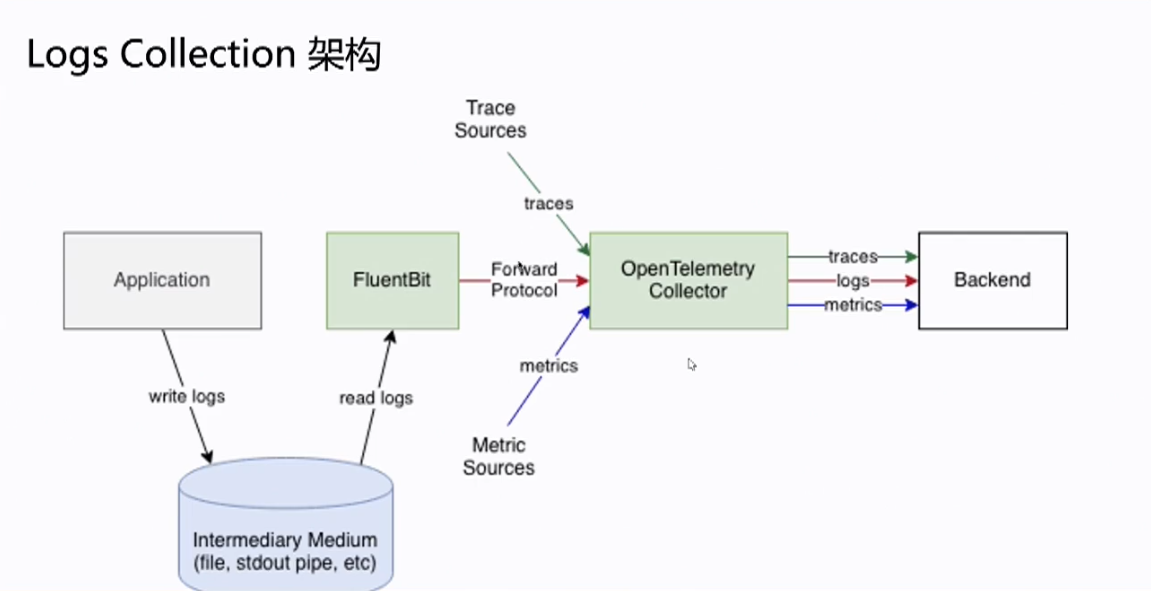 Logs Collection 架构
Trace
Sources
traces
Application
FluentBit
Forward
Protocol
OpenTelemetry
Collector
traces
logs
metrics
Backend
write logs
read logs
metrics
Metric
Sources
Intermediary Medium
(file, stdout pipe, etc)